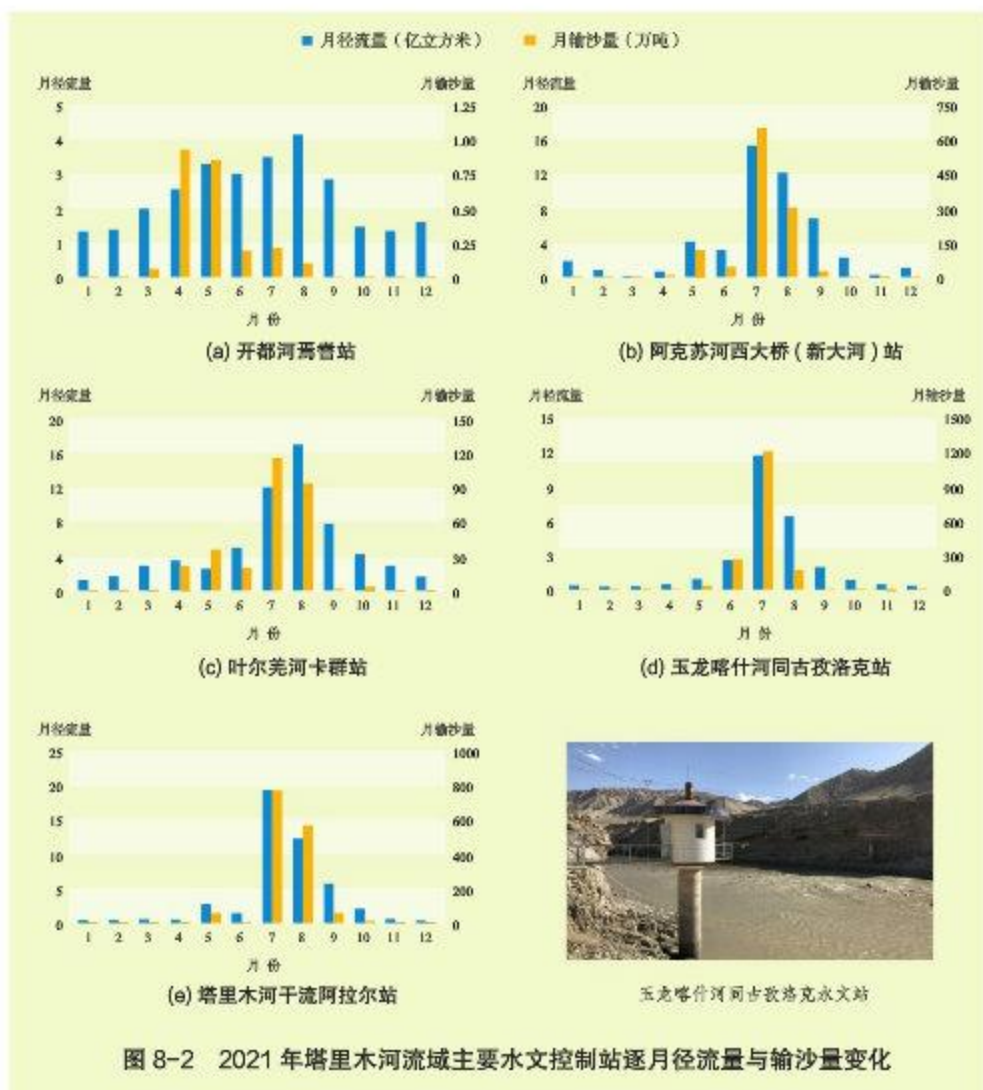 月径流量（亿立方米） 月输沙量（万吨）
月径流量 月输沙量
5 1.25
4 1.00
3 0.75
2 0.50
1 0.25
0 0
1 2 3 4 5 6 7 8 9 10 11 12
月 份
(a) 开都河焉耆站
月径流量 月输沙量
20 750
16 600
12 450
8 300
4 150
0 0
1 2 3 4 5 6 7 8 9 10 11 12
月 份
(b) 阿克苏河西大桥（新大河）站
月径流量 月输沙量
20 150
16 120
12 90
8 60
4 30
0 0
1 2 3 4 5 6 7 8 9 10 11 12
月 份
(c) 叶尔羌河卡群站
月径流量 月输沙量
15 1500
12 1200
9 900
6 600
3 300
0 0
1 2 3 4 5 6 7 8 9 10 11 12
月 份
(d) 玉龙喀什河同古孜洛克站
月径流量 月输沙量
25 1000
20 800
15 600
10 400
5 200
0 0
1 2 3 4 5 6 7 8 9 10 11 12
月 份
(e) 塔里木河干流阿拉尔站
玉龙喀什河同古孜洛克水文站
图 8-2 2021 年塔里木河流域主要水文控制站逐月径流量与输沙量变化